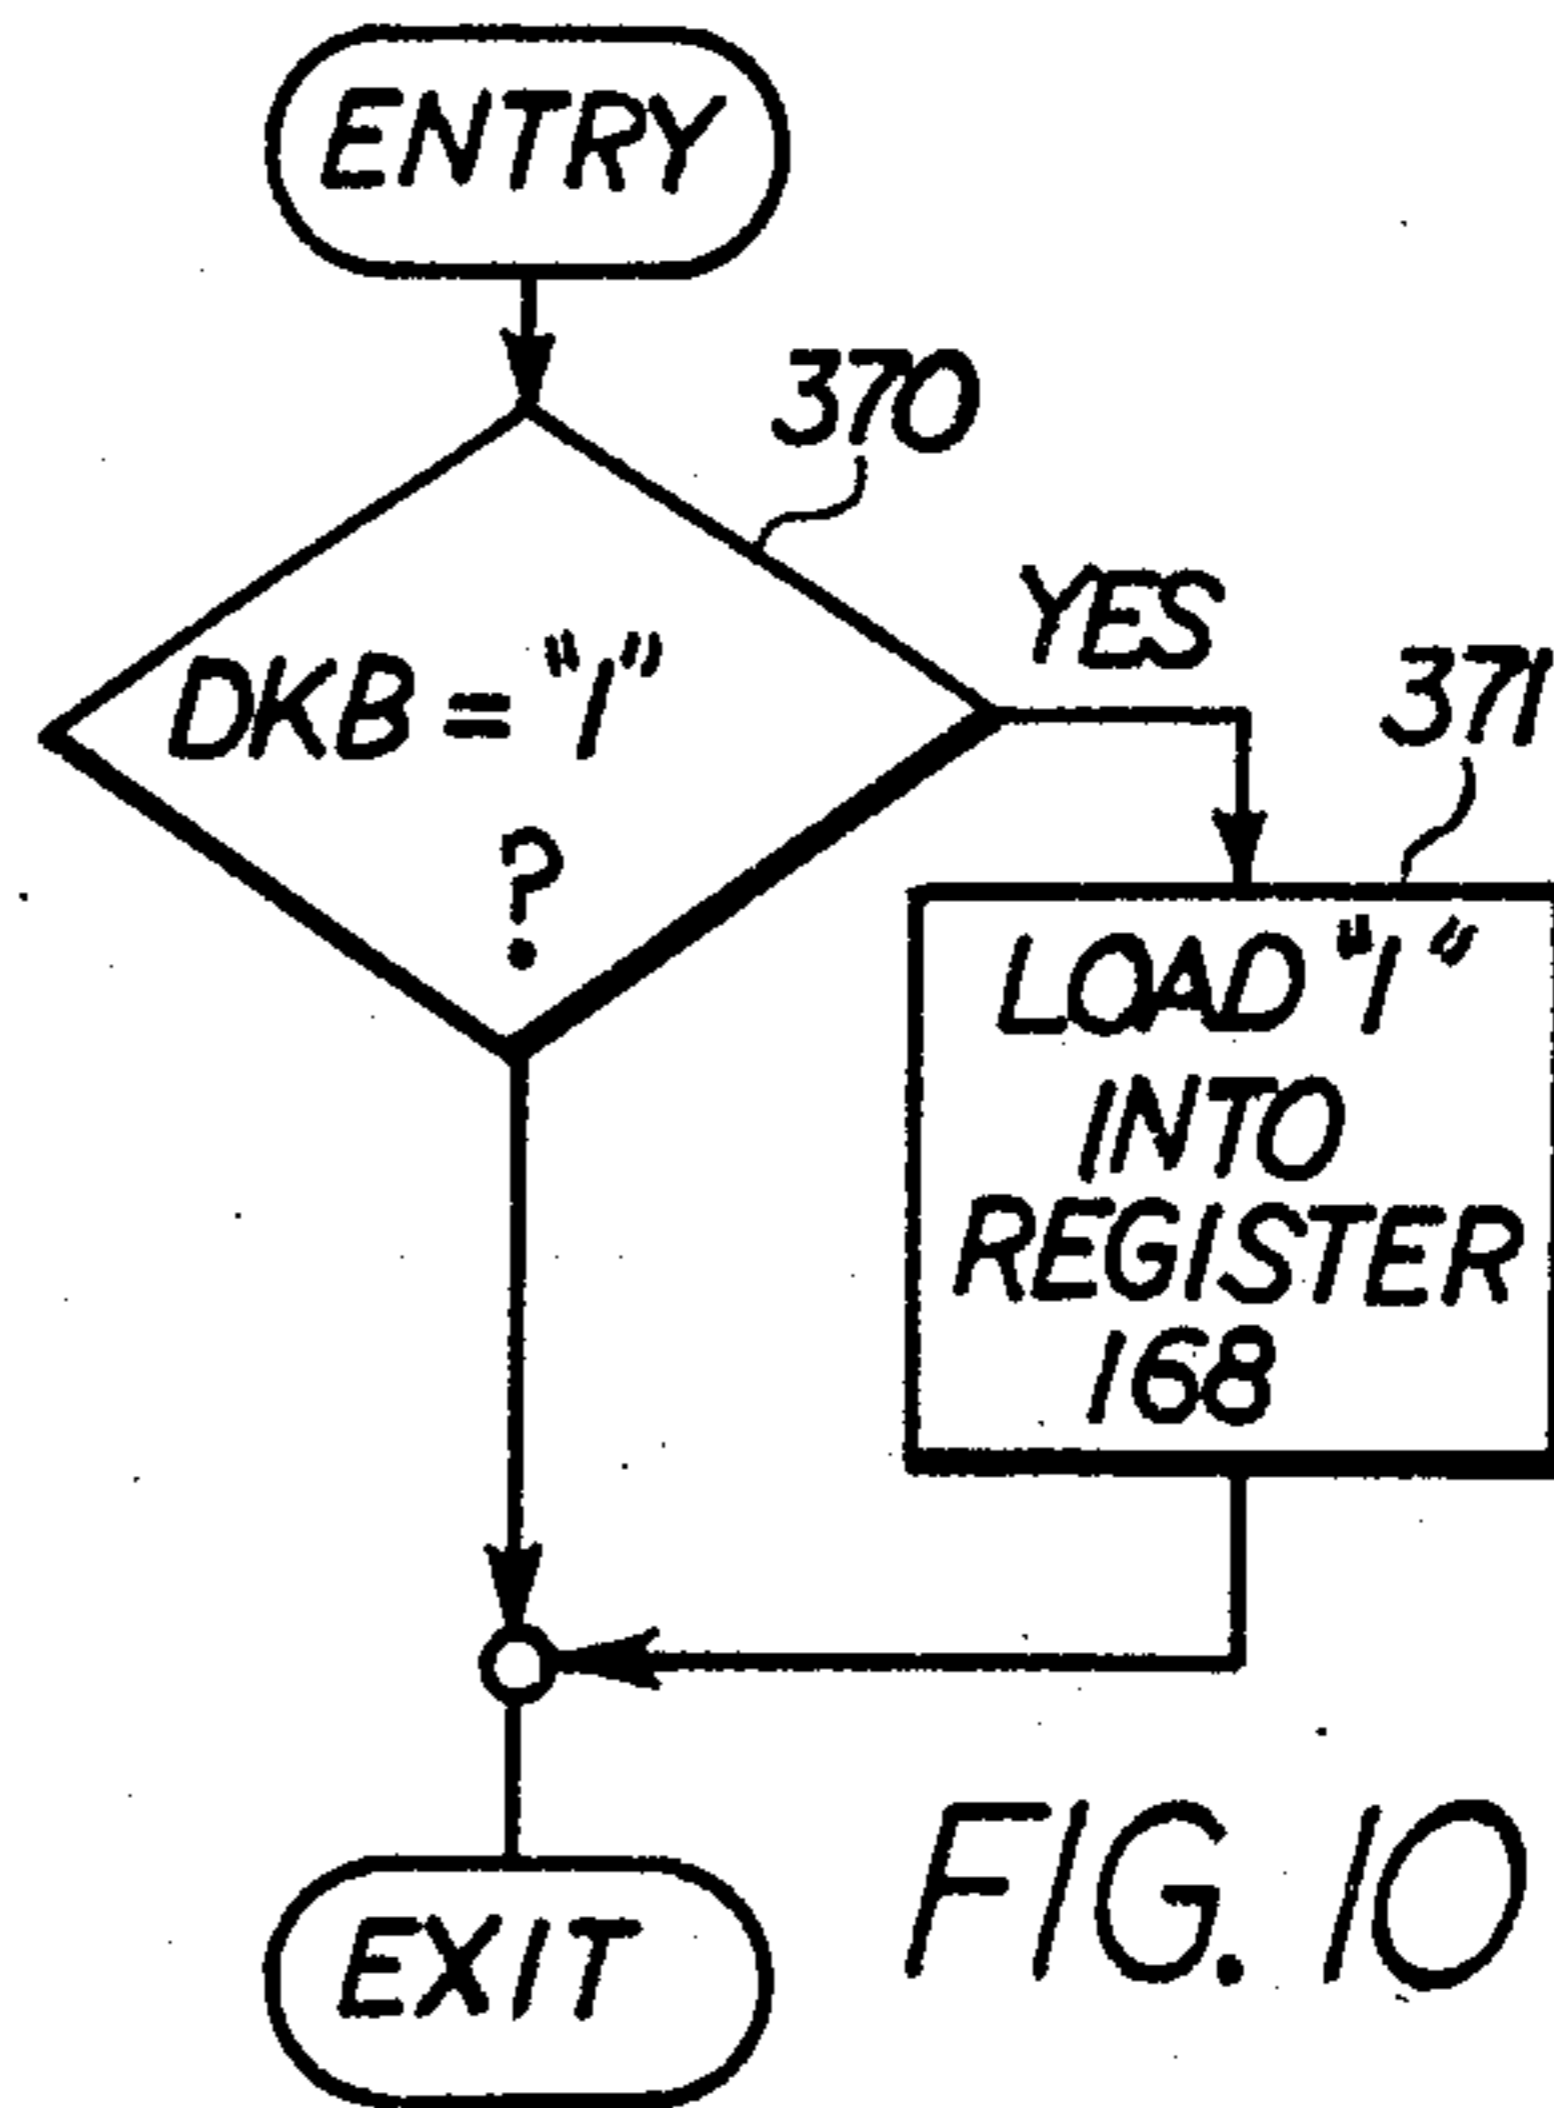 ENTRY
370
DKB = "1"
?
YES
371
LOAD "1"
INTO
REGISTER
168
EXIT
FIG. 10